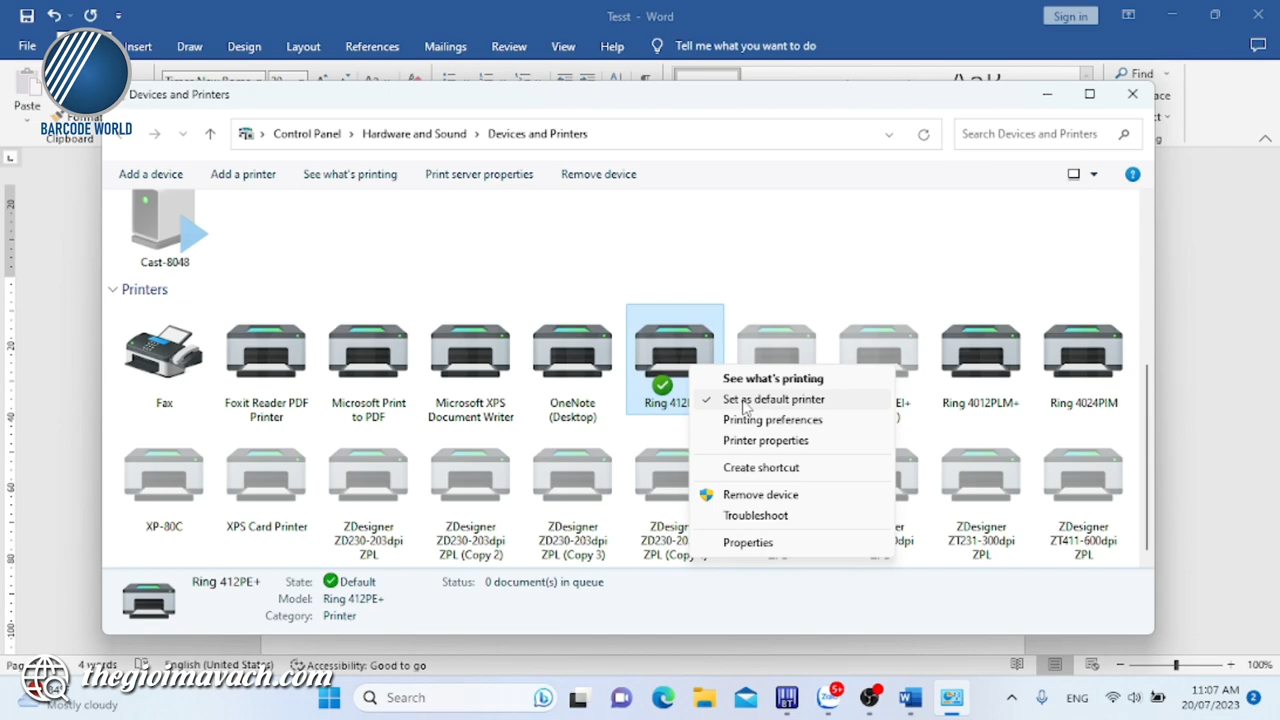 Tesst - Word
Sign in
File
Insert
Draw
Design
Layout
References
Mailings
Review
View
Help
Tell me what you want to do
Paste
Clipboard
Find
BARCODE WORLD
Devices and Printers
Control Panel > Hardware and Sound > Devices and Printers
Search Devices and Printers
Add a device
Add a printer
See what's printing
Print server properties
Remove device
Cast-8048
Printers
Fax
Foxit Reader PDF
Printer
Microsoft Print
to PDF
Microsoft XPS
Document Writer
OneNote
(Desktop)
Ring 412
Ring 4012PLM+
Ring 4024PIM
See what's printing
Set as default printer
Printing preferences
Printer properties
Create shortcut
Remove device
Troubleshoot
Properties
XP-80C
XPS Card Printer
ZDesigner
ZD230-203dpi
ZPL
ZDesigner
ZD230-203dpi
ZPL (Copy 2)
ZDesigner
ZD230-203dpi
ZPL (Copy 3)
ZDesigner
ZD230-203dpi
ZPL
ZDesigner
ZT231-300dpi
ZPL
ZDesigner
ZT411-600dpi
ZPL
Ring 412PE+
State: Default
Status: 0 document(s) in queue
Model: Ring 412PE+
Category: Printer
4 words
English (United States)
Accessibility: Good to go
100%
thegioimavach.com
Mostly cloudy
Search
5+
ENG
11:07 AM
20/07/2023
2